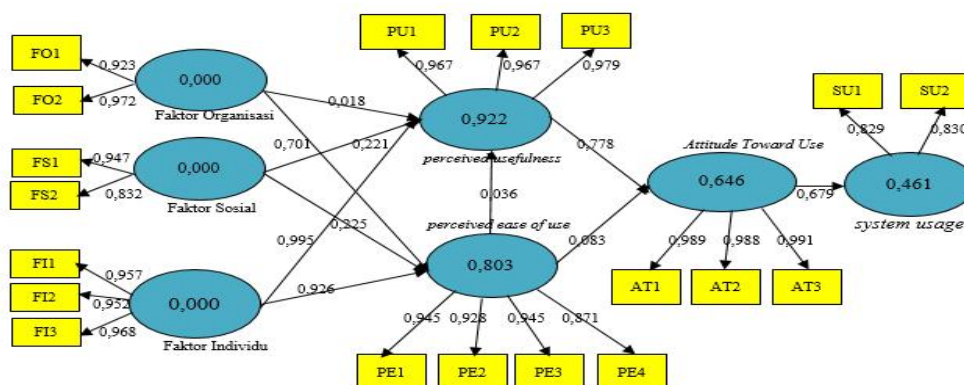 PU1
PU2
PU3
FO1
0,923
0,967
0,967
0,979
0,000
FO2
0,972
Faktor Organisasi
0,018
SU1
SU2
0,922
0,829
0,830
0,701
0,221
perceived usefulness
0,778
Attitude Toward Use
FS1
0,947
0,000
FS2
0,832
Faktor Sosial
0,036
0,646
0,679
0,461
system usage
0,225
perceived ease of use
0,995
0,083
0,989
0,988
0,991
FI1
0,957
0,803
FI2
0,952
0,000
0,926
AT1
AT2
AT3
FI3
0,968
Faktor Individu
0,945
0,928
0,945
0,871
PE1
PE2
PE3
PE4